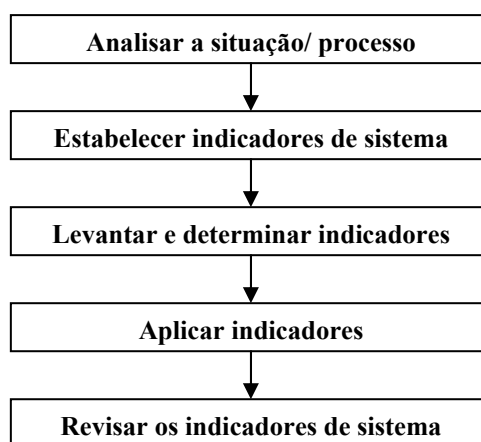 Analisar a situação/ processo
Estabelecer indicadores de sistema
Levantar e determinar indicadores
Aplicar indicadores
Revisar os indicadores de sistema